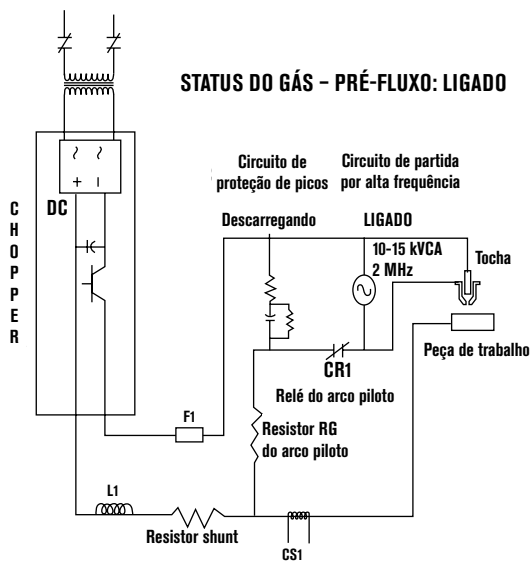 STATUS DO GÁS – PRÉ-FLUXO: LIGADO
Circuito de
proteção de picos
Circuito de partida
por alta frequência
CHOPPER
DC
~ ~
+ –
Descarregando
LIGADO
10-15 kVCA
2 MHz
~
Tocha
Peça de trabalho
CR1
Relé do arco piloto
F1
Resistor RG
do arco piloto
L1
Resistor shunt
CS1